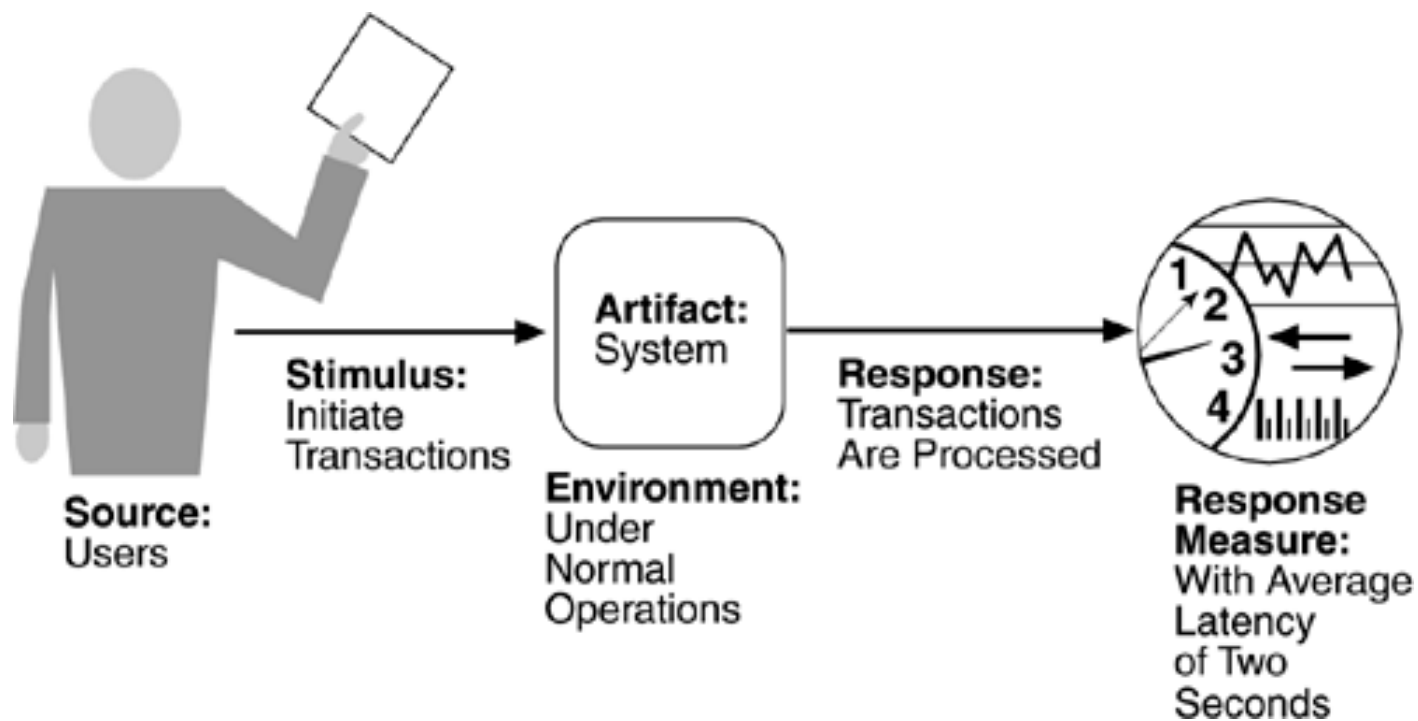 Source:
Users
Stimulus:
Initiate
Transactions
Artifact:
System
Environment:
Under
Normal
Operations
Response:
Transactions
Are Processed
1
2
3
4
Response
Measure:
With Average
Latency
of Two
Seconds